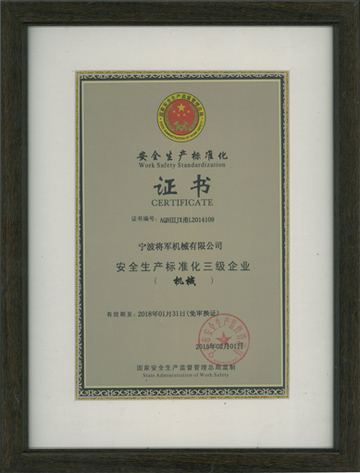 安全生产标准化
Work Safety Standardization
证书
CERTIFICATE
证书编号:
宁波将军机械有限公司
安全生产标准化三级企业
( 机械 )
有效期至:2018年01月31日(免审换证)
2015年02月01日
国家安全生产监督管理总局监制
State Administration of Work Safety